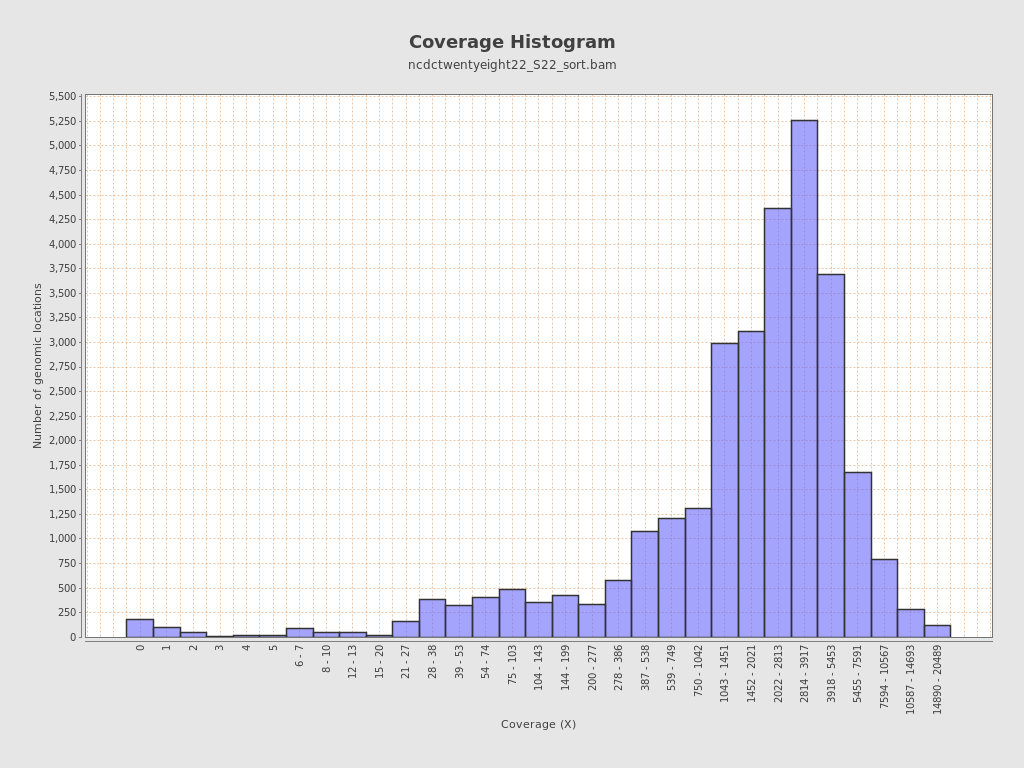 Coverage Histogram
ncdctwentyeight22_S22_sort.bam
5,500
5,250
5,000
4,750
4,500
4,250
4,000
3,750
3,500
3,250
3,000
2,750
2,500
2,250
2,000
1,750
1,500
1,250
1,000
750
500
250
0
Number of genomic locations
0
1
2
3
4
5
6 - 7
8 - 10
12 - 13
15 - 20
21 - 27
28 - 38
39 - 53
54 - 74
75 - 103
104 - 143
144 - 199
200 - 277
278 - 386
387 - 538
539 - 749
750 - 1042
1043 - 1451
1452 - 2021
2022 - 2813
2814 - 3917
3918 - 5453
5455 - 7591
7594 - 10567
10587 - 14693
14890 - 20489
Coverage (X)